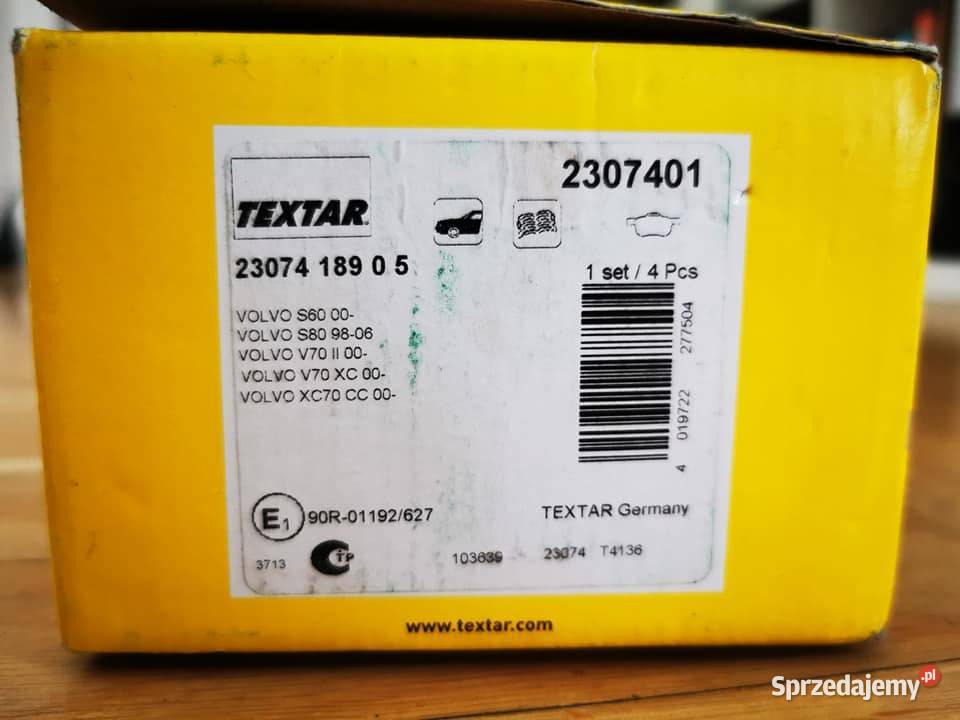 2307401
TEXTAR
23074 189 0 5
1 set / 4 Pcs
VOLVO S60 00-
VOLVO S80 98-06
VOLVO V70 II 00-
VOLVO V70 XC 00-
VOLVO XC70 CC 00-
4 019722 277504
E1 90R-01192/627
TEXTAR Germany
3713
CTP
103639
23074 T4136
www.textar.com
Sprzedajemy.pl